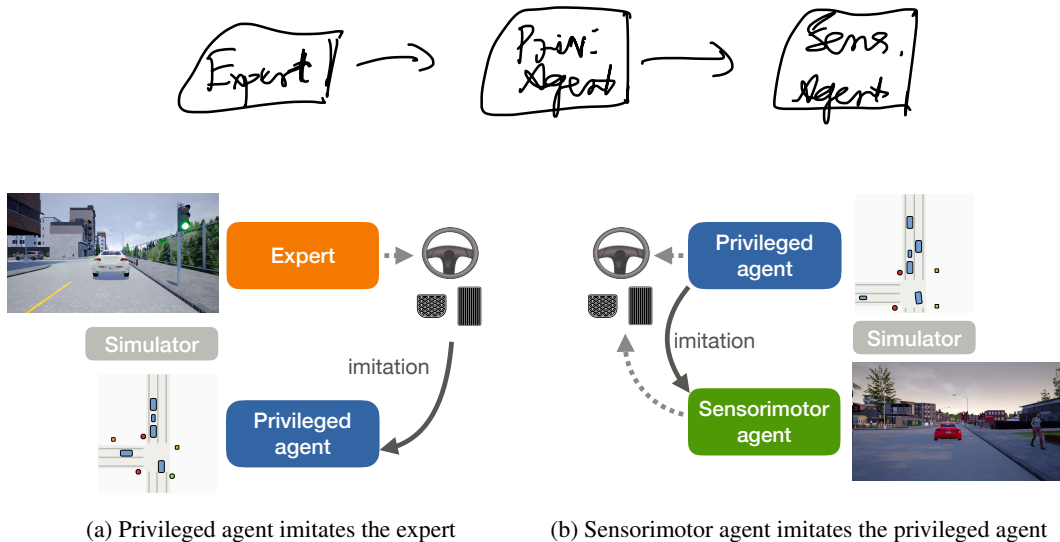 Expert
Priv.
Agent
Sens.
Agent
Expert
Simulator
imitation
Privileged
agent
Privileged
agent
imitation
Simulator
Sensorimotor
agent
(a) Privileged agent imitates the expert
(b) Sensorimotor agent imitates the privileged agent